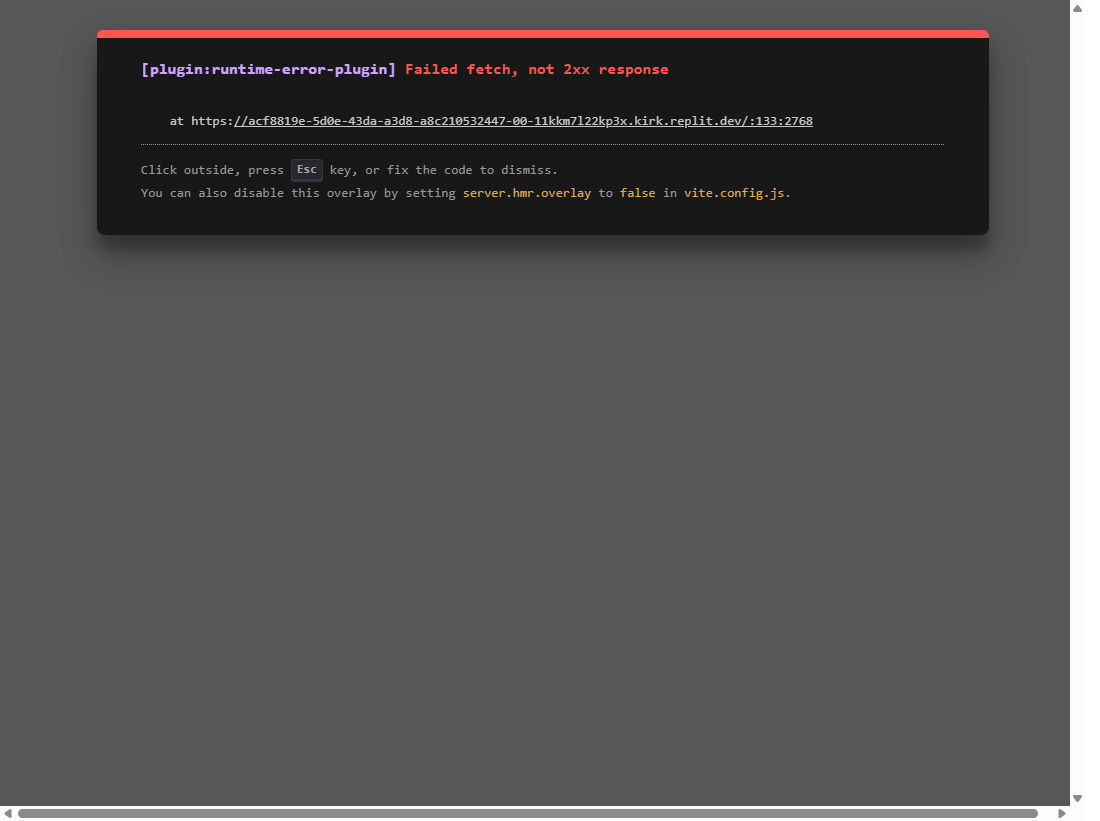 [plugin:runtime-error-plugin] Failed fetch, not 2xx response
at https://acf8819e-5d0e-43da-a3d8-a8c210532447-00-11kkm7l22kp3x.kirk.replit.dev/:133:2768
Click outside, press Esc key, or fix the code to dismiss.
You can also disable this overlay by setting server.hmr.overlay to false in vite.config.js.